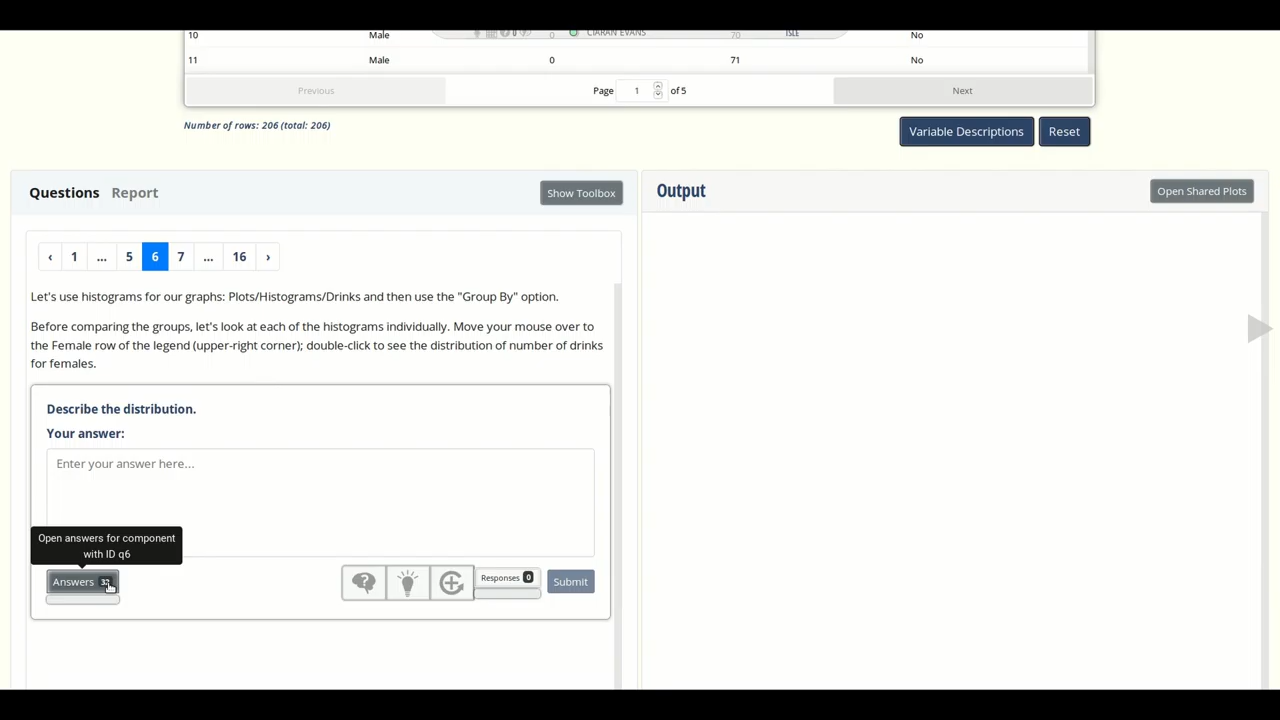 10 Male 0 CIARAN EVANS 70 ISLE No
11 Male 0 71 No
Previous Page 1 of 5 Next
Number of rows: 206 (total: 206) Variable Descriptions Reset
Questions Report Show Toolbox Output Open Shared Plots
‹ 1 ... 5 6 7 ... 16 ›
Let's use histograms for our graphs: Plots/Histograms/Drinks and then use the "Group By" option.
Before comparing the groups, let's look at each of the histograms individually. Move your mouse over to
the Female row of the legend (upper-right corner); double-click to see the distribution of number of drinks
for females.
Describe the distribution.
Your answer:
Enter your answer here...
Open answers for component
with ID q6
Answers Responses 0 Submit